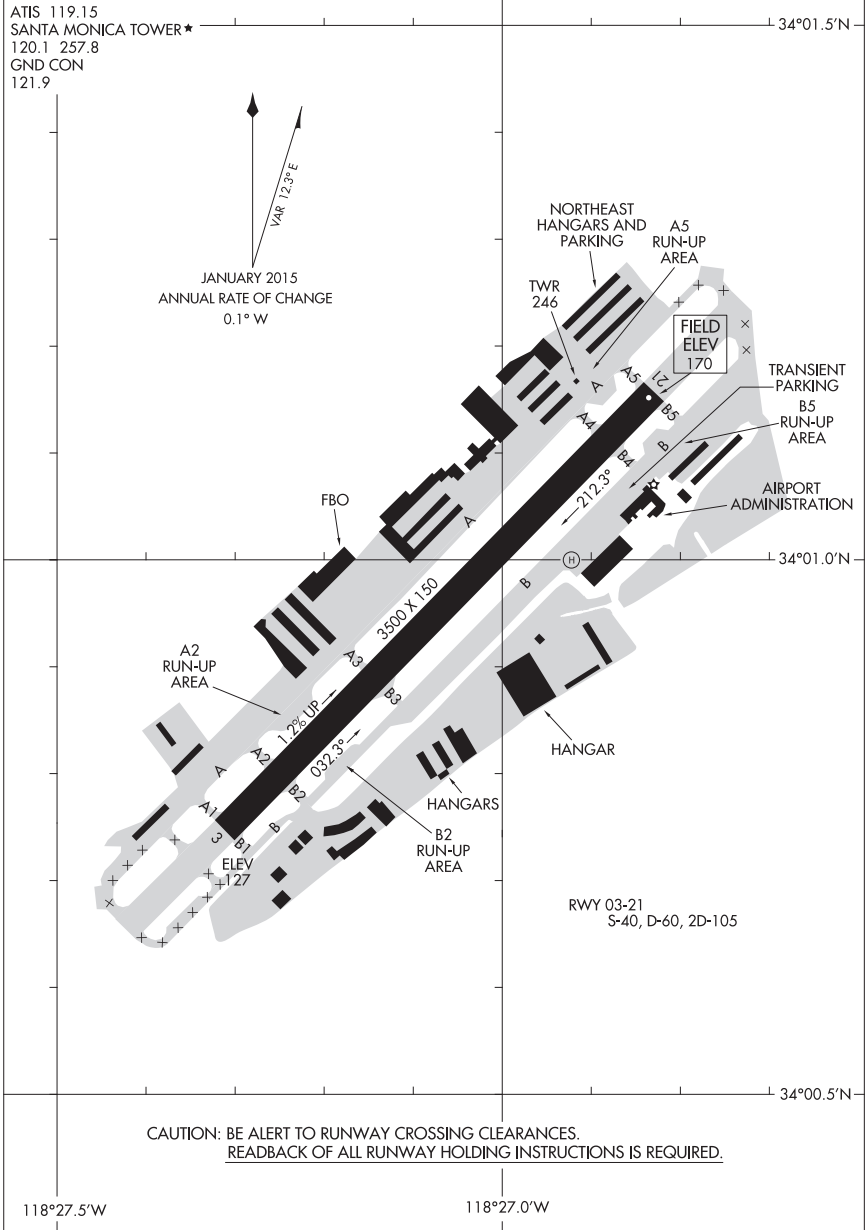 ATIS 119.15
SANTA MONICA TOWER★
120.1 257.8
GND CON
121.9
34°01.5'N
VAR 12.3° E
JANUARY 2015
ANNUAL RATE OF CHANGE
0.1° W
NORTHEAST
HANGARS AND
PARKING
A5
RUN-UP
AREA
TWR
246
FIELD
ELEV
170
A5
21
A
TRANSIENT
PARKING
B5
B5
RUN-UP
AREA
A4
B
B4
212.3°
AIRPORT
ADMINISTRATION
FBO
A
34°01.0'N
H
B
3500 X 150
A2
RUN-UP
AREA
A3
B3
1.2% UP
032.3°
HANGAR
A2
A
B2
HANGARS
A1
3
B1
B
B2
RUN-UP
AREA
ELEV
127
RWY 03-21
S-40, D-60, 2D-105
34°00.5'N
CAUTION: BE ALERT TO RUNWAY CROSSING CLEARANCES.
READBACK OF ALL RUNWAY HOLDING INSTRUCTIONS IS REQUIRED.
118°27.5'W
118°27.0'W